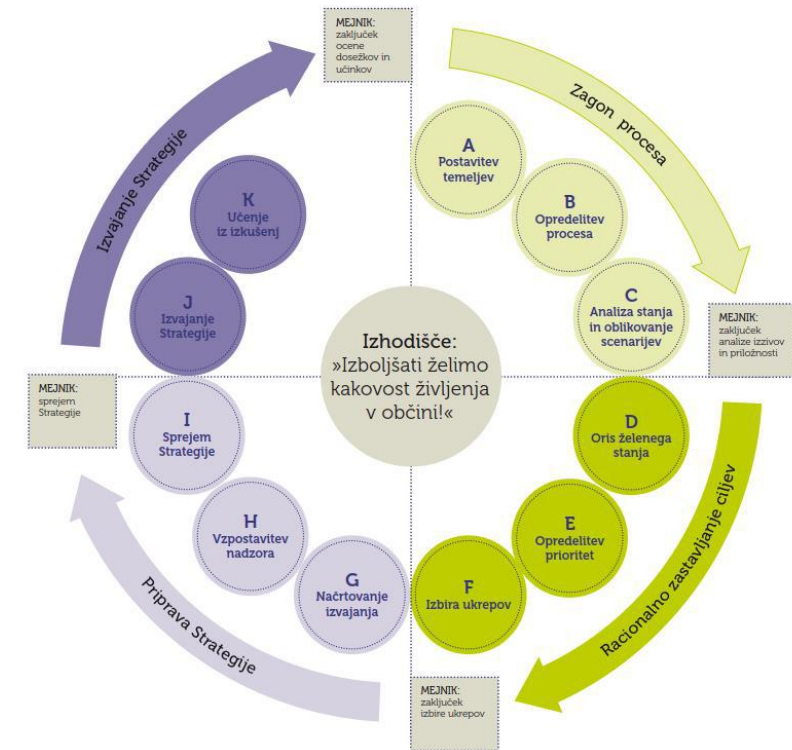 MEJNIK:
zaključek
ocene
dosežkov in
učinkov
Zagon procesa
A
Postavitev
temeljev
B
Opredelitev
procesa
C
Analiza stanja
in oblikovanje
scenarijev
MEJNIK:
zaključek
analize izzivov
in priložnosti
Izhodišče:
»Izboljšati želimo
kakovost življenja
v občini!«
D
Oris želenega
stanja
E
Opredelitev
prioritet
F
Izbira ukrepov
Racionalno zastavljanje ciljev
MEJNIK:
zaključek
izbire ukrepov
G
Načrtovanje
izvajanja
H
Vzpostavitev
nadzora
I
Sprejem
Strategije
Priprava Strategije
MEJNIK:
sprejem
Strategije
J
Izvajanje
Strategije
K
Učenje
iz izkušenj
Izvajanje Strategije